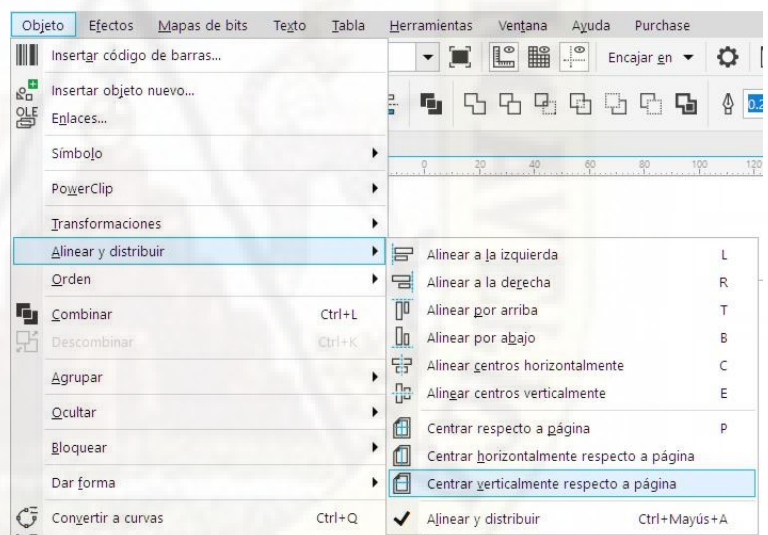 Objeto Efectos Mapas de bits Texto Tabla Herramientas Ventana Ayuda Purchase
Insertar código de barras...
Encajar en
Insertar objeto nuevo...
OLE Enlaces...
0.2
Símbolo
0 20 40 60 80 100 120
PowerClip
Transformaciones
Alinear y distribuir
Orden
Combinar Ctrl+L
Descombinar Ctrl+K
Agrupar
Ocultar
Bloquear
Dar forma
Convertir a curvas Ctrl+Q
Alinear a la izquierda L
Alinear a la derecha R
Alinear por arriba T
Alinear por abajo B
Alinear centros horizontalmente C
Alinear centros verticalmente E
Centrar respecto a página P
Centrar horizontalmente respecto a página
Centrar verticalmente respecto a página
Alinear y distribuir Ctrl+Mayús+A